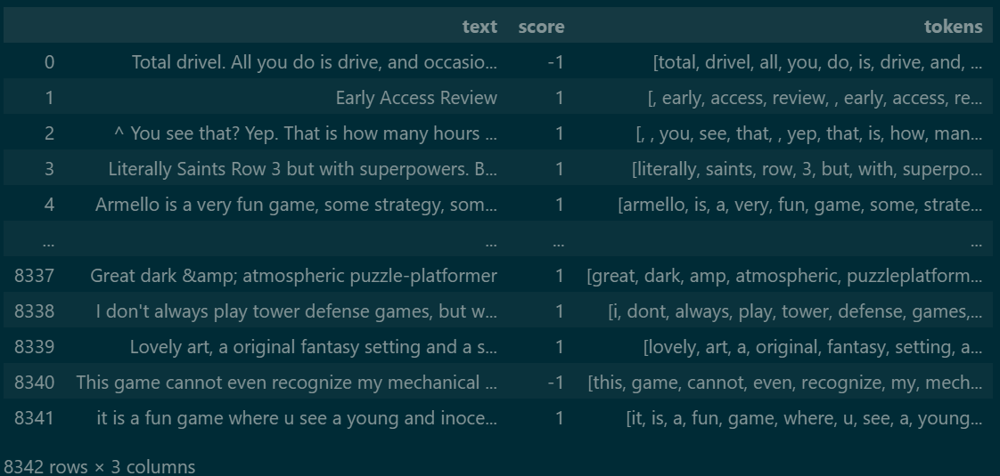 text score tokens
0 Total drivel. All you do is drive, and occasio... -1 [total, drivel, all, you, do, is, drive, and, ...
1 Early Access Review 1 [, early, access, review, , early, access, re...
2 ^ You see that? Yep. That is how many hours ... 1 [, , you, see, that, , yep, that, is, how, man...
3 Literally Saints Row 3 but with superpowers. B... 1 [literally, saints, row, 3, but, with, superpo...
4 Armello is a very fun game, some strategy, som... 1 [armello, is, a, very, fun, game, some, strate...
... ... ... ...
8337 Great dark &amp; atmospheric puzzle-platformer 1 [great, dark, amp, atmospheric, puzzleplatform...
8338 I don't always play tower defense games, but w... 1 [i, dont, always, play, tower, defense, games,...
8339 Lovely art, a original fantasy setting and a s... 1 [lovely, art, a, original, fantasy, setting, a...
8340 This game cannot even recognize my mechanical ... -1 [this, game, cannot, even, recognize, my, mech...
8341 it is a fun game where u see a young and inoce... 1 [it, is, a, fun, game, where, u, see, a, young...
8342 rows × 3 columns